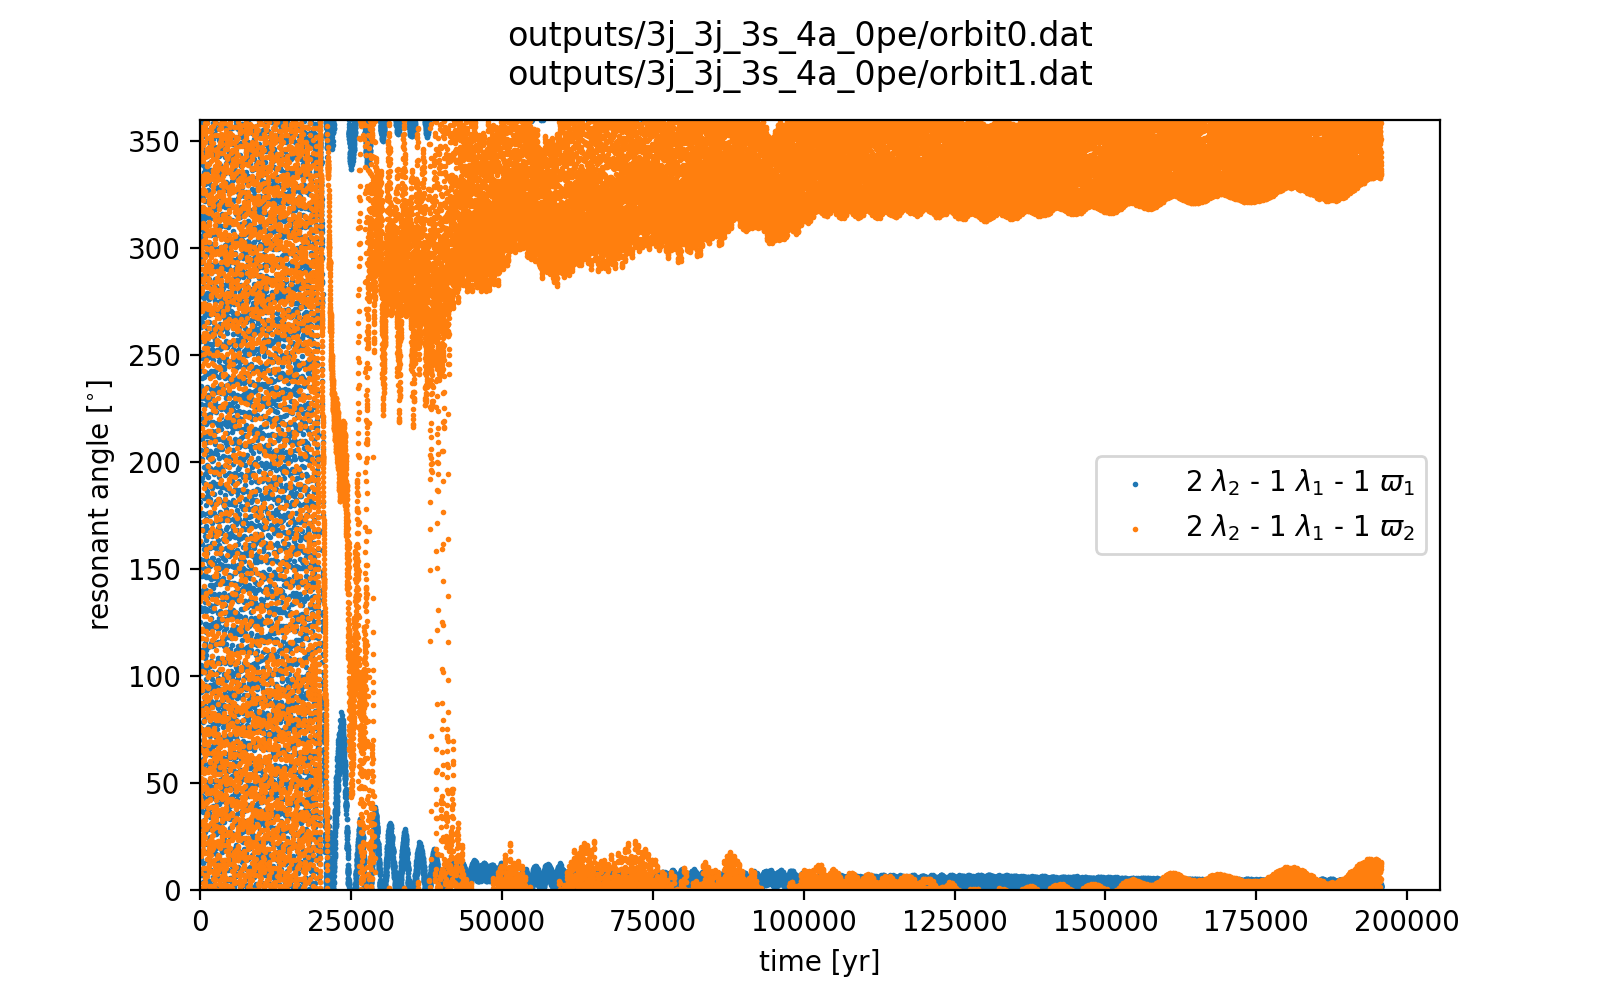 outputs/3j_3j_3s_4a_0pe/orbit0.dat
outputs/3j_3j_3s_4a_0pe/orbit1.dat
350
300
250
200
150
100
50
0
resonant angle [°]
2 λ₂ - 1 λ₁ - 1 ϖ₁
2 λ₂ - 1 λ₁ - 1 ϖ₂
0 25000 50000 75000 100000 125000 150000 175000 200000
time [yr]